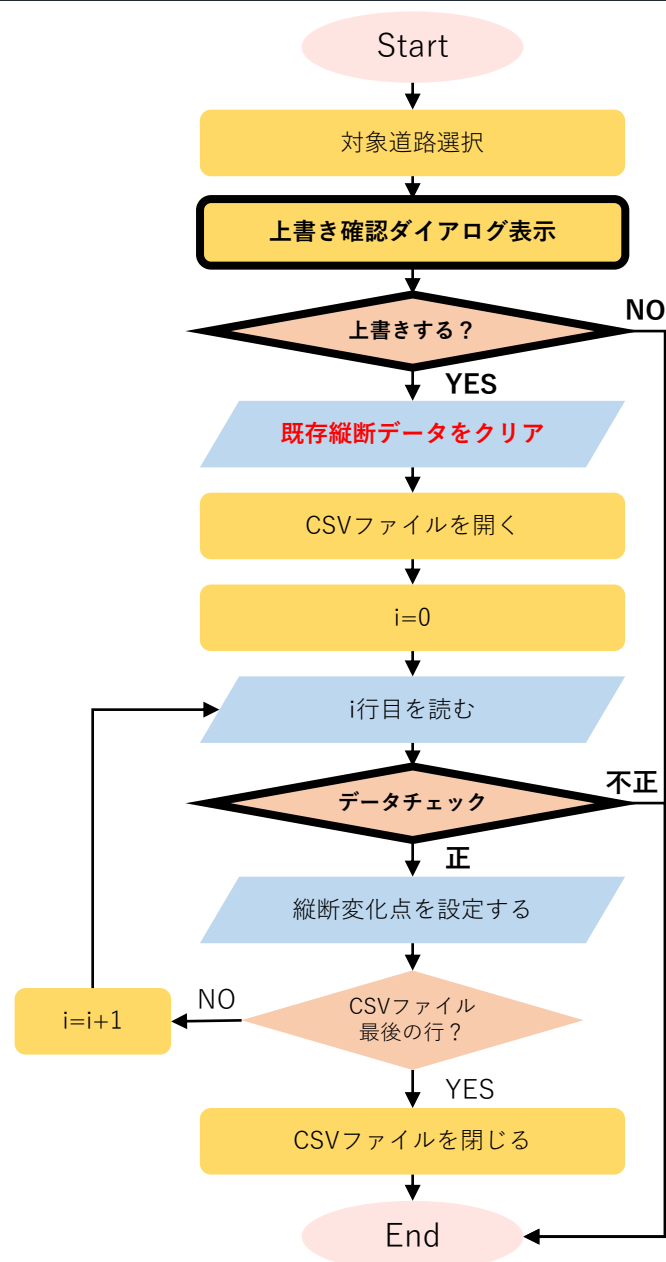 Start
対象道路選択
上書き確認ダイアログ表示
上書きする？
NO
YES
既存縦断データをクリア
CSVファイルを開く
i=0
i行目を読む
データチェック
不正
正
縦断変化点を設定する
CSVファイル
最後の行？
NO
i=i+1
YES
CSVファイルを閉じる
End